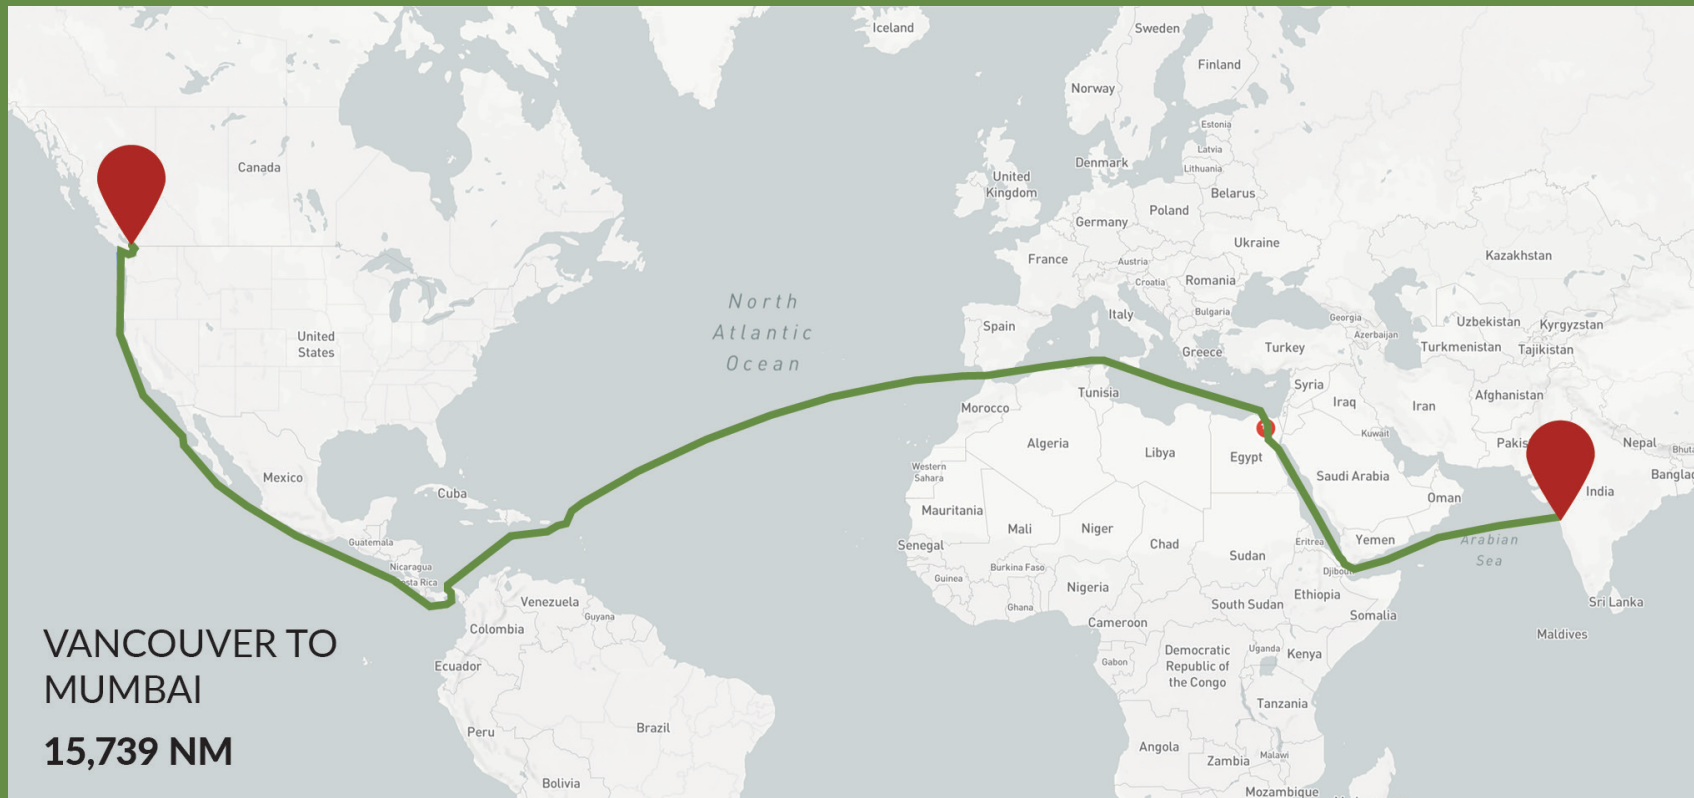 Iceland
Sweden
Finland
Norway
Estonia
Latvia
Lithuania
Denmark
Canada
United
Kingdom
Belarus
Poland
Germany
Ukraine
France
Austria
Kazakhstan
Croatia
Romania
North
Atlantic
Ocean
Italy
Bulgaria
Georgia
Azerbaijan
Uzbekistan
Kyrgyzstan
Spain
United
States
Greece
Turkey
Turkmenistan
Tajikistan
Syria
Tunisia
Afghanistan
Morocco
Iraq
Iran
Algeria
Libya
Egypt
Kuwait
Pakis
Nepal
Bhuta
Western
Sahara
Mexico
Cuba
Saudi Arabia
Oman
India
Banglad
Mauritania
Mali
Niger
Chad
Sudan
Eritrea
Yemen
Arabian
Sea
Guatemala
Nicaragua
sta Rica
Senegal
Burkina Faso
Guinea
Nigeria
Djibou
Ethiopia
Venezuela
Guyana
Colombia
Ghana
Cameroon
South Sudan
Somalia
Sri Lanka
Maldives
Ecuador
Gabon
Democratic
Republic of
the Congo
Uganda
Kenya
Tanzania
Peru
Brazil
Bolivia
Angola
Zambia
Malawi
Mozambique
VANCOUVER TO
MUMBAI
15,739 NM